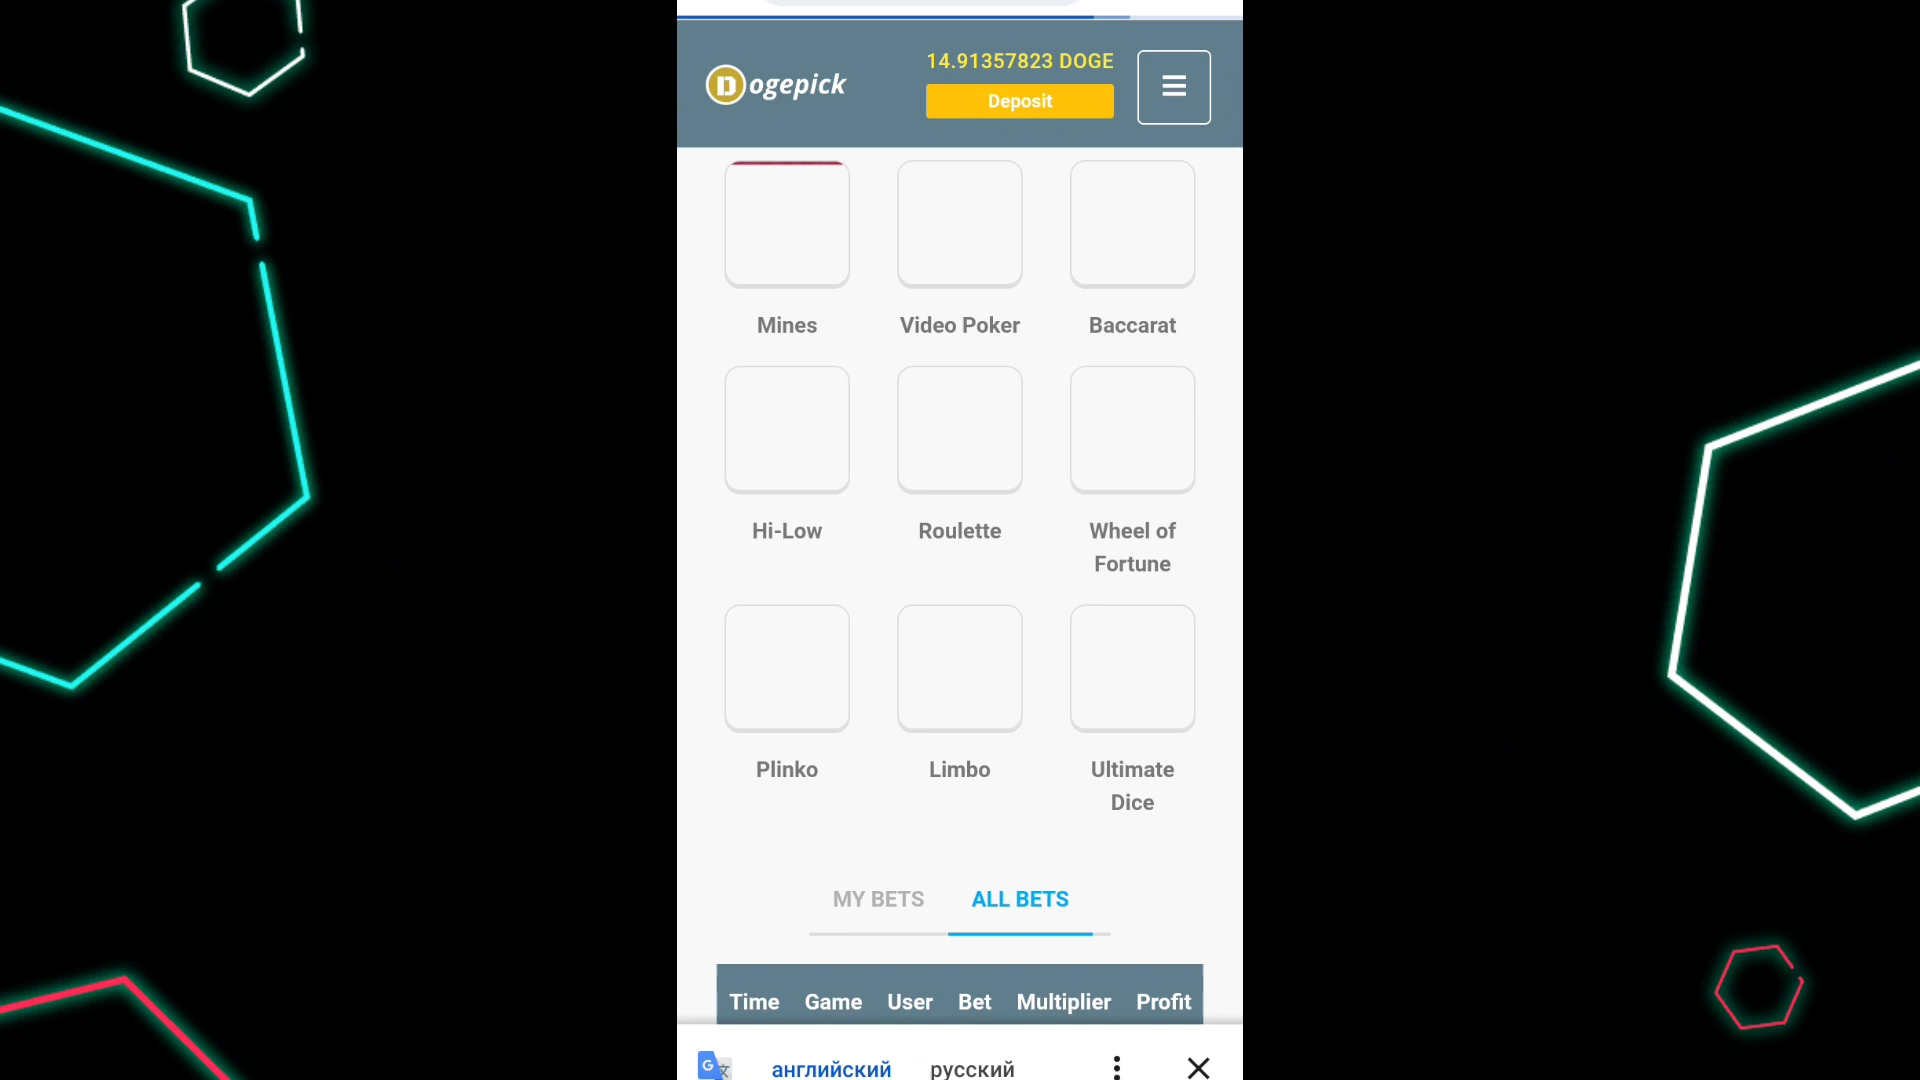 14.91357823 DOGE
Dogepick
Deposit
Mines Video Poker Baccarat
Hi-Low Roulette Wheel of
Fortune
Plinko Limbo Ultimate
Dice
MY BETS ALL BETS
Time Game User Bet Multiplier Profit
английский русский